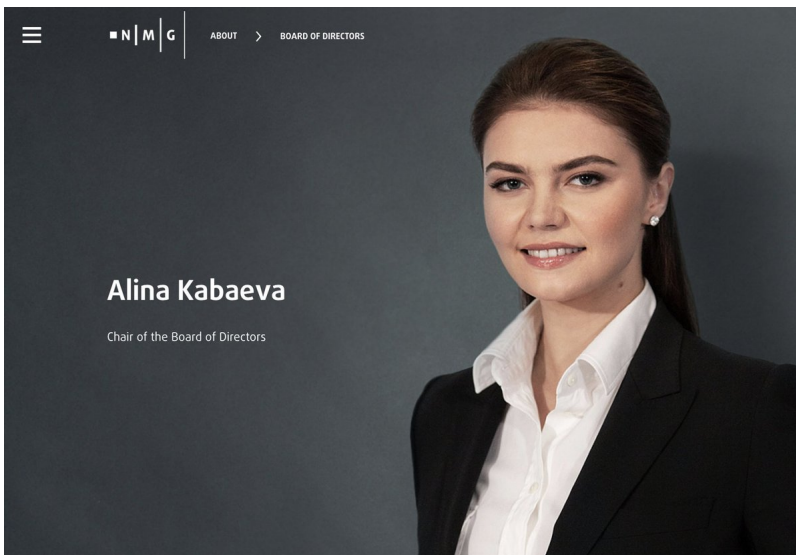 N M G
ABOUT > BOARD OF DIRECTORS
Alina Kabaeva
Chair of the Board of Directors